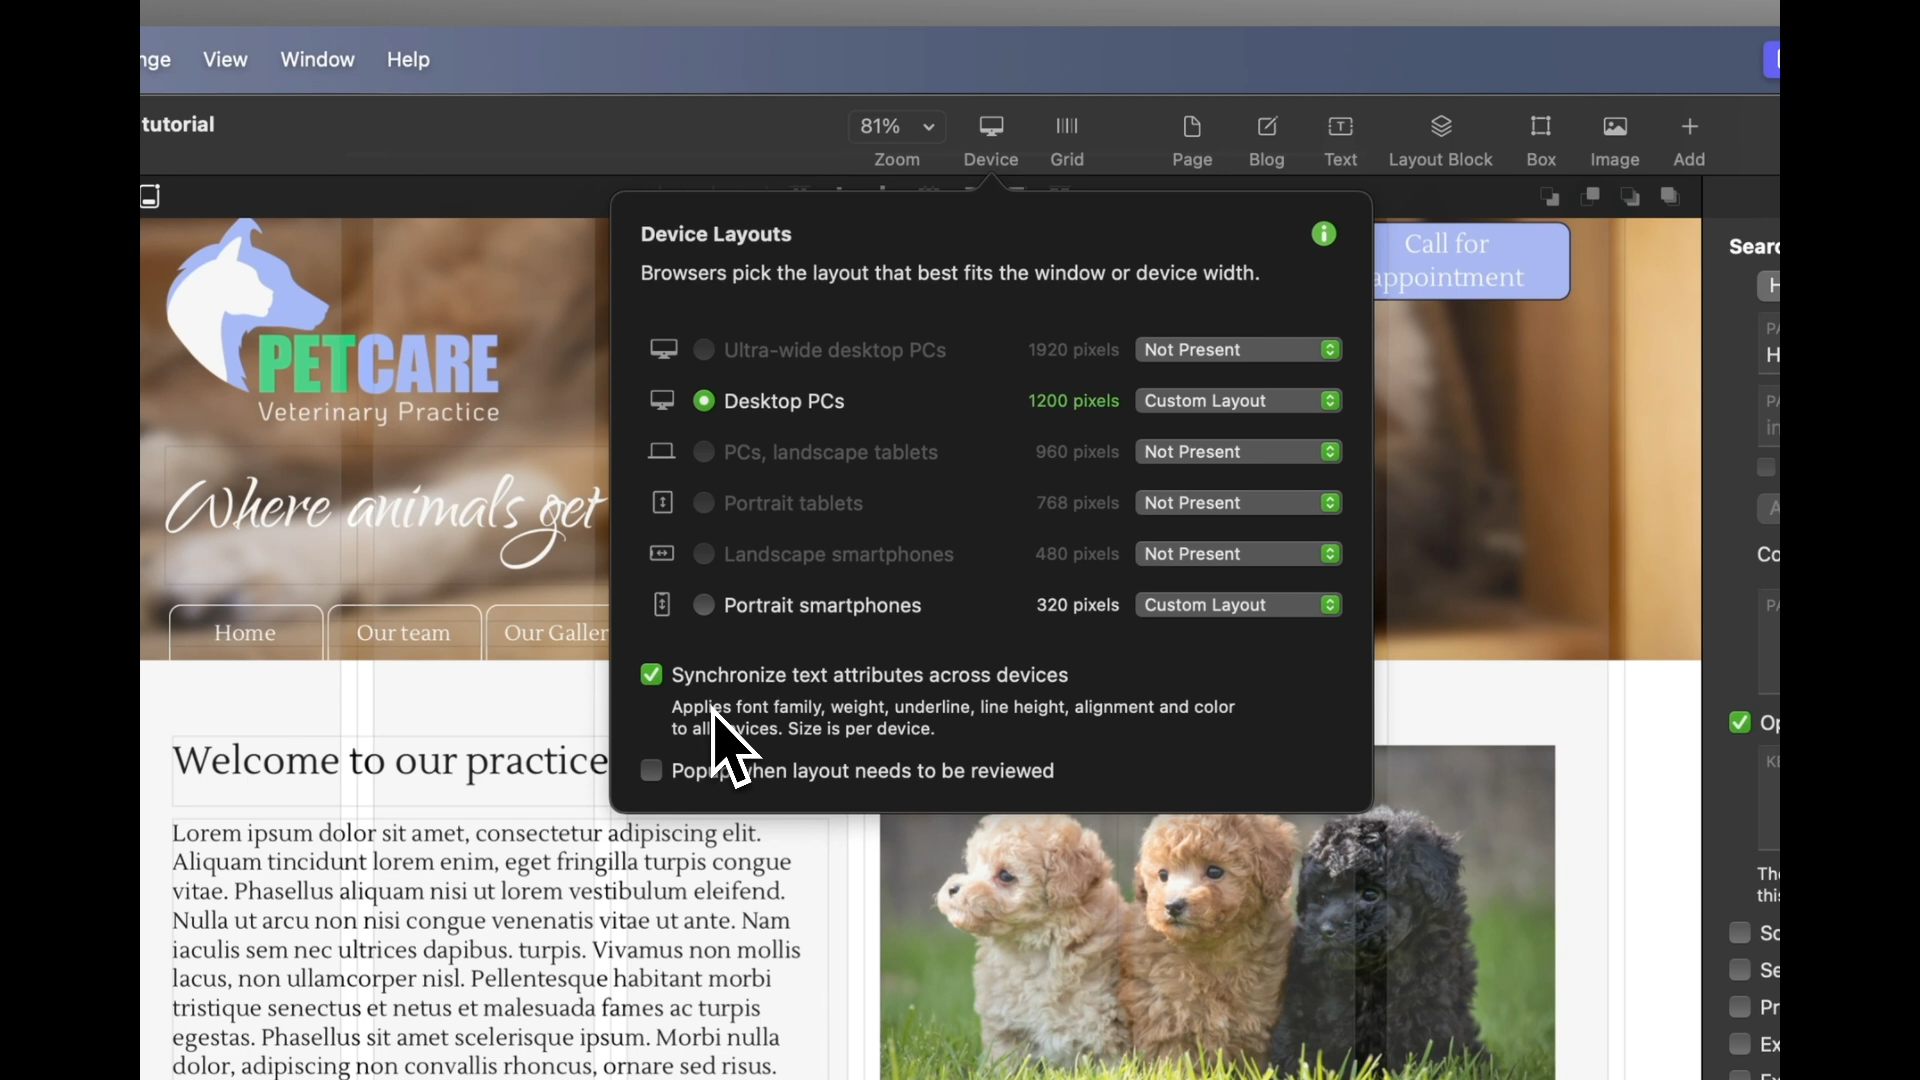 View Window Help
tutorial
81%
Zoom Device Grid Page Blog Text Layout Block Box Image Add
Device Layouts
Browsers pick the layout that best fits the window or device width.
Ultra-wide desktop PCs 1920 pixels Not Present
Desktop PCs 1200 pixels Custom Layout
PCs, landscape tablets 960 pixels Not Present
Portrait tablets 768 pixels Not Present
Landscape smartphones 480 pixels Not Present
Portrait smartphones 320 pixels Custom Layout
Synchronize text attributes across devices
Applies font family, weight, underline, line height, alignment and color
to all devices. Size is per device.
Popup when layout needs to be reviewed
Call for
appointment
PETCARE
Veterinary Practice
Where animals get
Home Our team Our Galler
Welcome to our practice
Lorem ipsum dolor sit amet, consectetur adipiscing elit.
Aliquam tincidunt lorem enim, eget fringilla turpis congue
vitae. Phasellus aliquam nisi ut lorem vestibulum eleifend.
Nulla ut arcu non nisi congue venenatis vitae ut ante. Nam
iaculis sem nec ultrices dapibus. turpis. Vivamus non mollis
lacus, non ullamcorper nisl. Pellentesque habitant morbi
tristique senectus et netus et malesuada fames ac turpis
egestas. Phasellus sit amet scelerisque ipsum. Morbi nulla
dolor, adipiscing non convallis rhoncus, ornare sed risus.